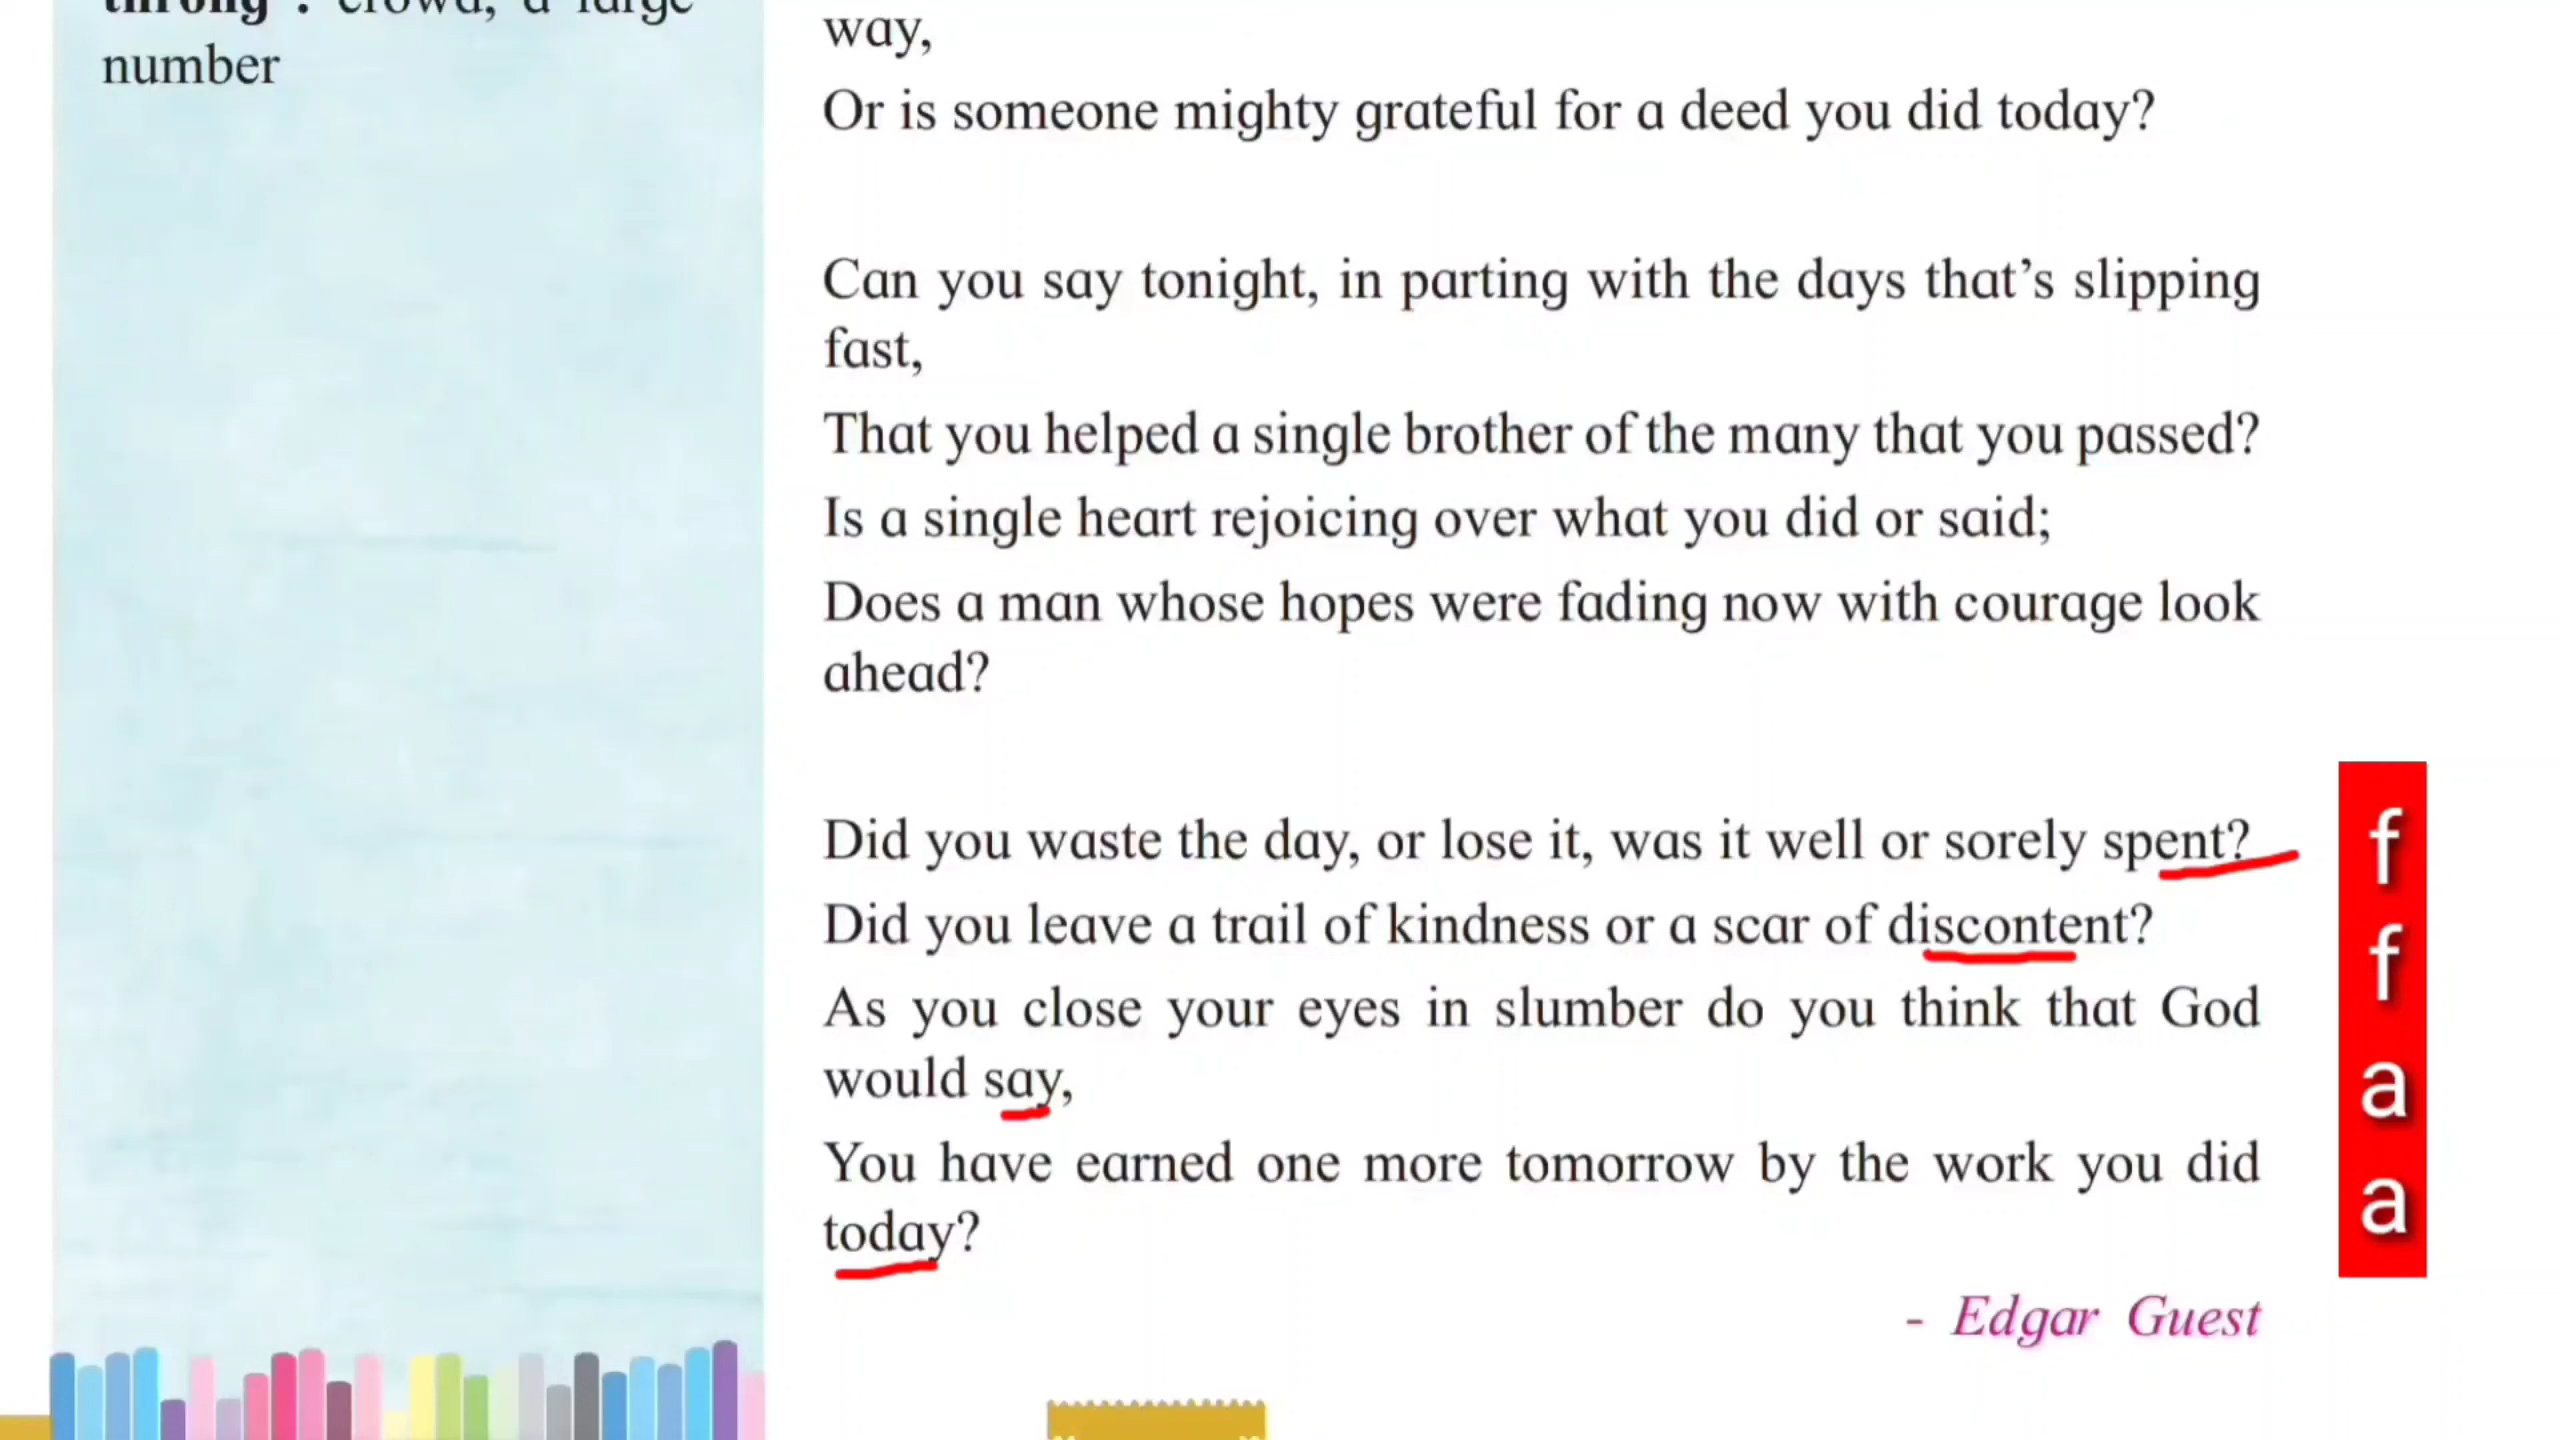 throng : crowd, a large
number
way,
Or is someone mighty grateful for a deed you did today?
Can you say tonight, in parting with the days that's slipping
fast,
That you helped a single brother of the many that you passed?
Is a single heart rejoicing over what you did or said;
Does a man whose hopes were fading now with courage look
ahead?
Did you waste the day, or lose it, was it well or sorely spent?
Did you leave a trail of kindness or a scar of discontent?
As you close your eyes in slumber do you think that God
would say,
You have earned one more tomorrow by the work you did
today?
- Edgar Guest
f
f
a
a